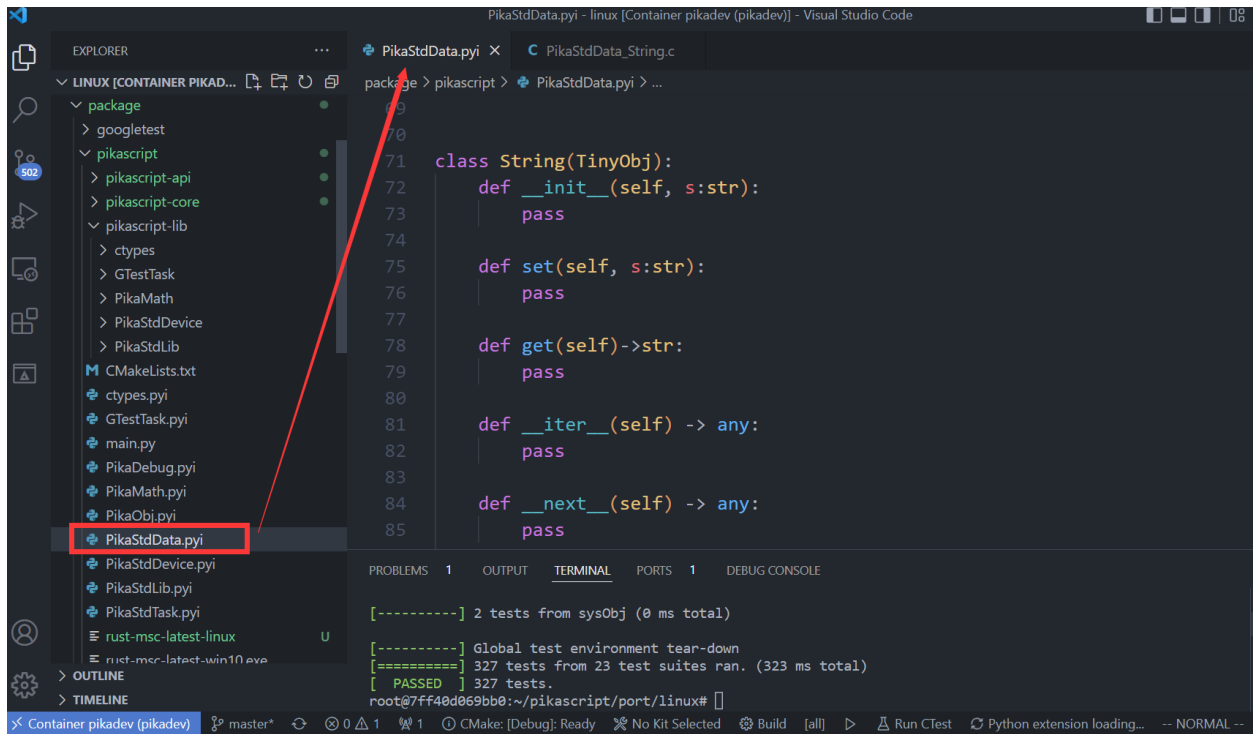 PikaStdData.pyi - linux [Container pikadev (pikadev)] - Visual Studio Code
EXPLORER
LINUX [CONTAINER PIKAD...
package
googletest
pikascript
pikascript-api
pikascript-core
pikascript-lib
ctypes
GTestTask
PikaMath
PikaStdDevice
PikaStdLib
CMakeLists.txt
ctypes.pyi
GTestTask.pyi
main.py
PikaDebug.pyi
PikaMath.pyi
PikaObj.pyi
PikaStdData.pyi
PikaStdDevice.pyi
PikaStdLib.pyi
PikaStdTask.pyi
rust-msc-latest-linux U
rust-msc-latest-win10.exe
OUTLINE
TIMELINE
502
PikaStdData.pyi × C PikaStdData_String.c
package > pikascript > PikaStdData.pyi > ...
69
70
71 class String(TinyObj):
72 def __init__(self, s:str):
73 pass
74
75 def set(self, s:str):
76 pass
77
78 def get(self)->str:
79 pass
80
81 def __iter__(self) -> any:
82 pass
83
84 def __next__(self) -> any:
85 pass
PROBLEMS 1 OUTPUT TERMINAL PORTS 1 DEBUG CONSOLE
[----------] 2 tests from sysObj (0 ms total)
[----------] Global test environment tear-down
[==========] 327 tests from 23 test suites ran. (323 ms total)
[  PASSED  ] 327 tests.
root@7ff40d069bb0:~/pikascript/port/linux#
Container pikadev (pikadev) master* 0 1 1 CMake: [Debug]: Ready No Kit Selected Build [all] Run CTest Python extension loading... -- NORMAL --